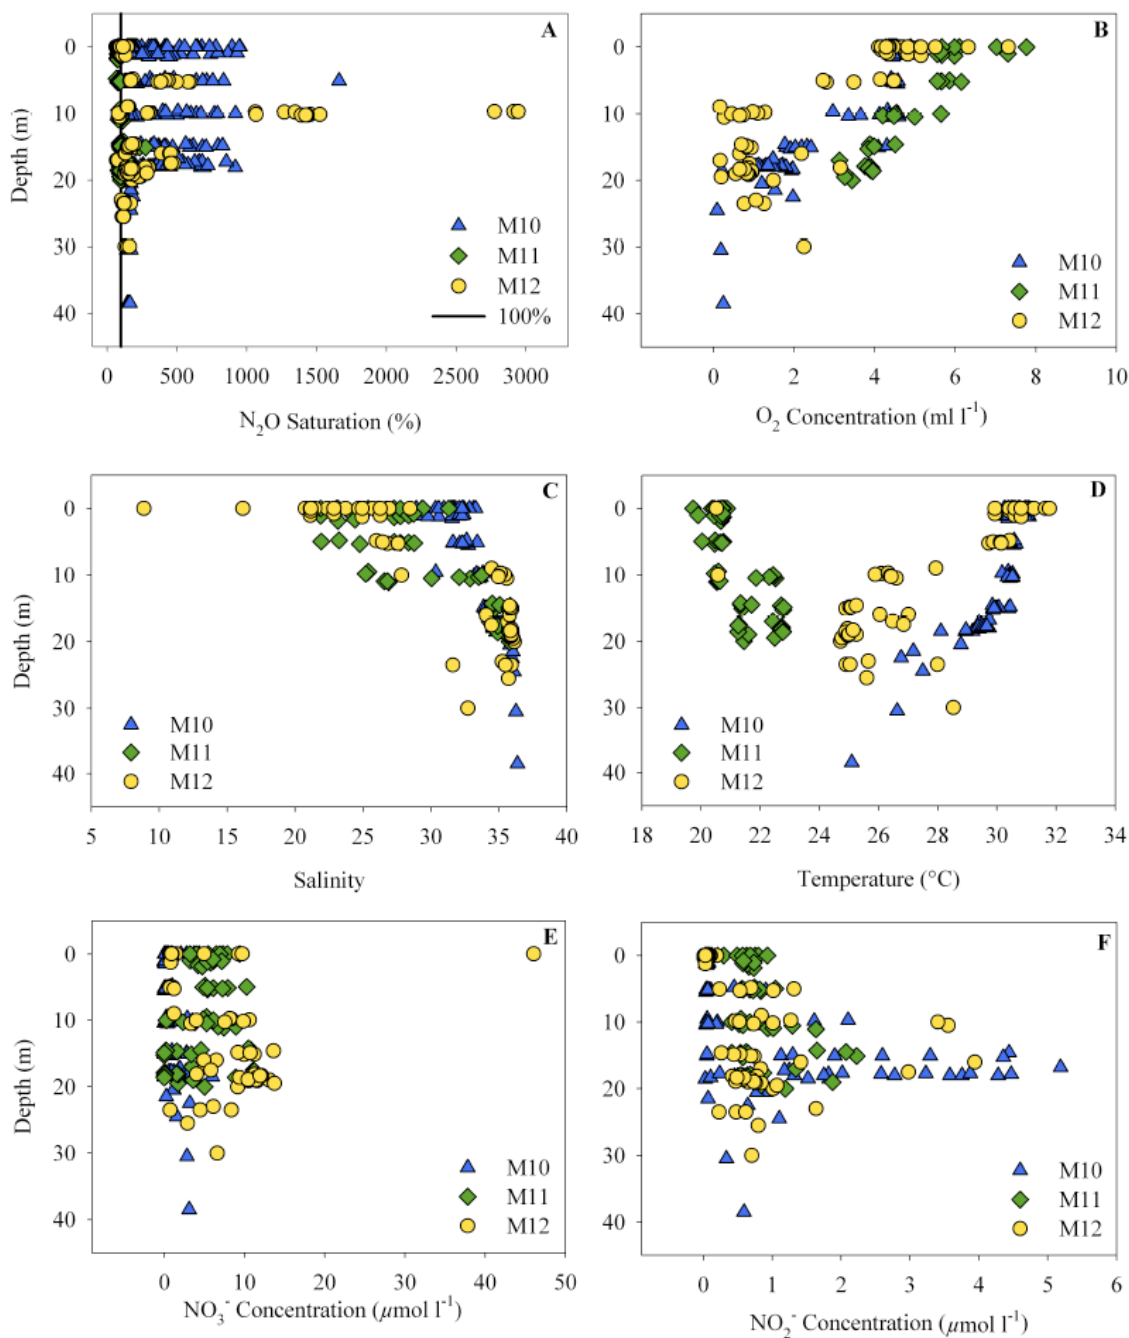 A
0
10
20
30
40
Depth (m)
M10
M11
M12
100%
0 500 1000 1500 2000 2500 3000
N₂O Saturation (%)
B
0
10
20
30
40
M10
M11
M12
0 2 4 6 8 10
O₂ Concentration (ml l⁻¹)
C
0
10
20
30
40
Depth (m)
M10
M11
M12
5 10 15 20 25 30 35 40
Salinity
D
0
10
20
30
40
M10
M11
M12
18 20 22 24 26 28 30 32 34
Temperature (°C)
E
0
10
20
30
40
Depth (m)
M10
M11
M12
0 10 20 30 40 50
NO₃⁻ Concentration (µmol l⁻¹)
F
0
10
20
30
40
M10
M11
M12
0 1 2 3 4 5 6
NO₂⁻ Concentration (µmol l⁻¹)